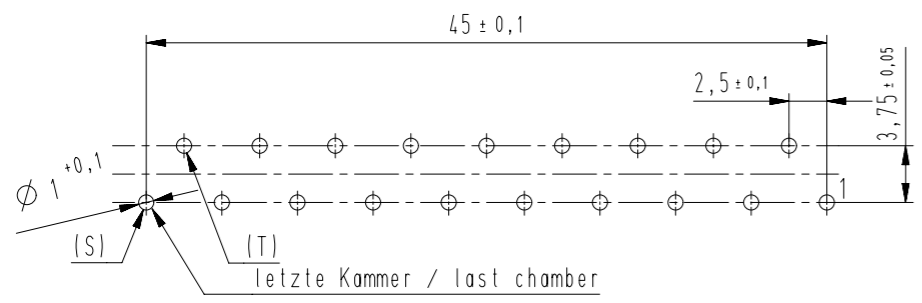 45 ± 0,1
2,5 ± 0,1
3,75 ± 0,05
Ø 1 +0,1
1
(S)
(T)
letzte Kammer / last chamber